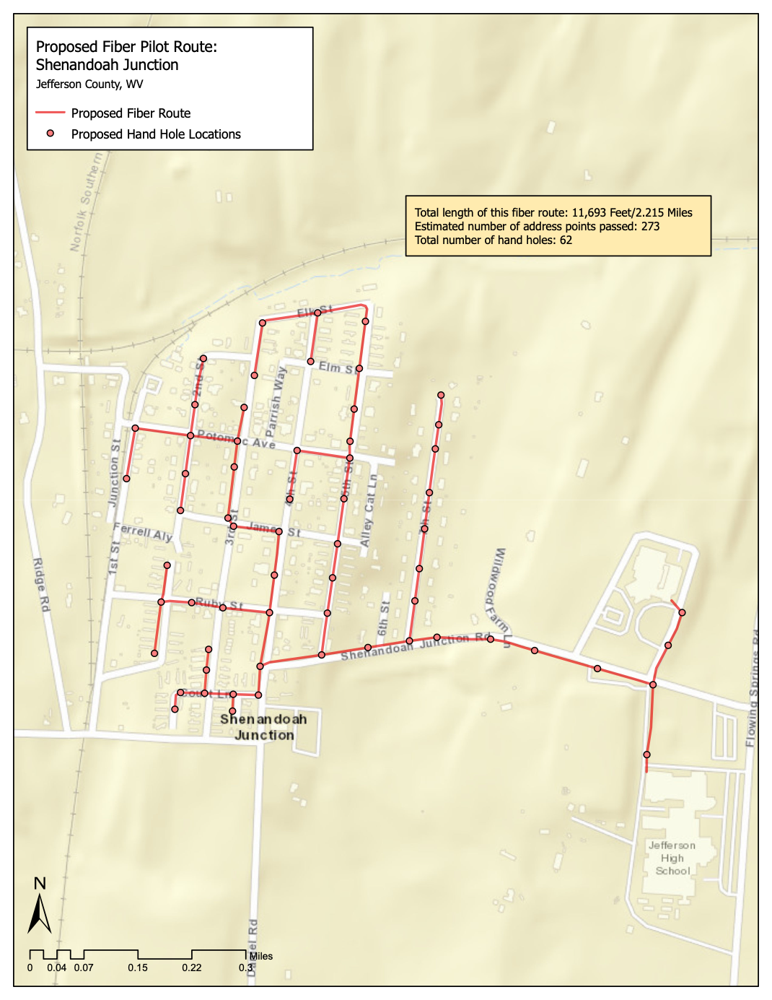 Proposed Fiber Pilot Route:
Shenandoah Junction
Jefferson County, WV
Proposed Fiber Route
Proposed Hand Hole Locations
Norfolk Southern
Total length of this fiber route: 11,693 Feet/2.215 Miles
Estimated number of address points passed: 273
Total number of hand holes: 62
Elk St
Elm St
2nd St
Parrish Way
Potomac Ave
Junction St
4th St
5th St
Alley Cat Ln
7th St
Ferrell Aly
3rd St
James St
1st St
Ridge Rd
Wildwood Farm Ln
Ruby St
6th St
Shenandoah Junction Rd
Flowing Springs Rd
Court Ln
Shenandoah
Junction
Jefferson
High
School
N
Daniel Rd
Miles
0 0.04 0.07 0.15 0.22 0.3